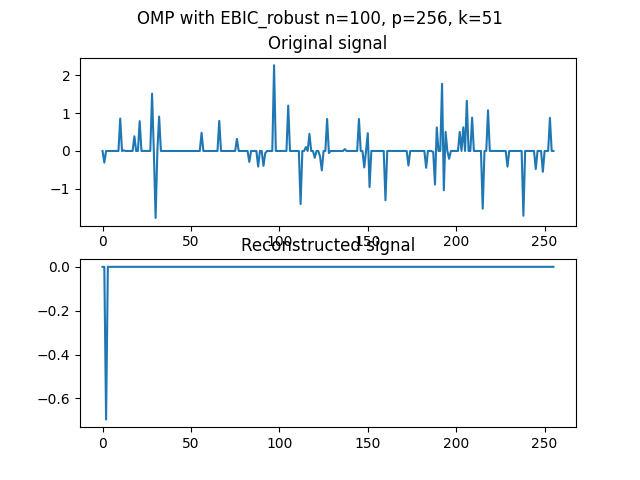 OMP with EBIC_robust n=100, p=256, k=51
Original signal
2
1
0
−1
0 50 100 150 200 250
Reconstructed signal
0.0
−0.2
−0.4
−0.6
0 50 100 150 200 250